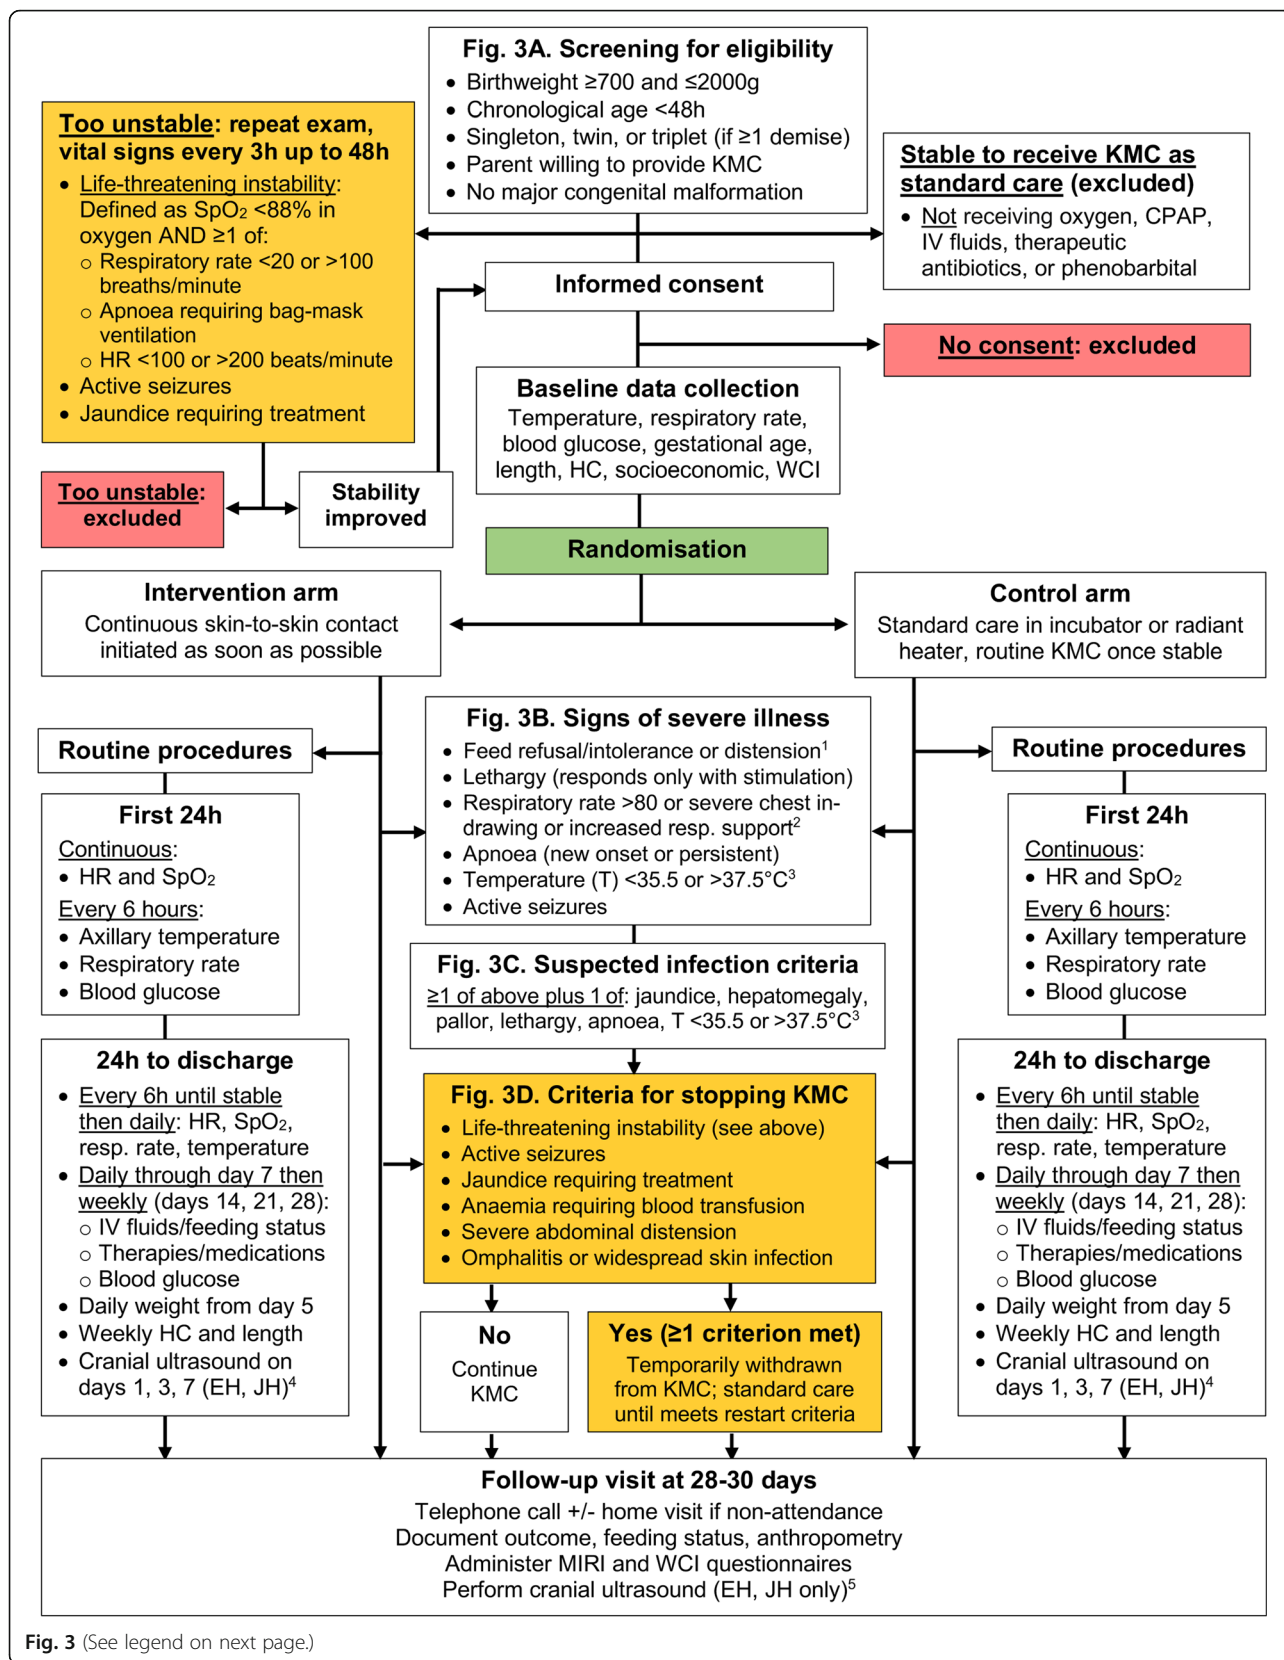 Fig. 3A. Screening for eligibility
• Birthweight ≥700 and ≤2000g
• Chronological age <48h
• Singleton, twin, or triplet (if ≥1 demise)
• Parent willing to provide KMC
• No major congenital malformation
Too unstable: repeat exam,
vital signs every 3h up to 48h
• Life-threatening instability:
Defined as SpO₂ <88% in
oxygen AND ≥1 of:
o Respiratory rate <20 or >100
breaths/minute
o Apnoea requiring bag-mask
ventilation
o HR <100 or >200 beats/minute
• Active seizures
• Jaundice requiring treatment
Stable to receive KMC as
standard care (excluded)
• Not receiving oxygen, CPAP,
IV fluids, therapeutic
antibiotics, or phenobarbital
Informed consent
No consent: excluded
Baseline data collection
Temperature, respiratory rate,
blood glucose, gestational age,
length, HC, socioeconomic, WCI
Too unstable:
excluded
Stability
improved
Randomisation
Intervention arm
Continuous skin-to-skin contact
initiated as soon as possible
Control arm
Standard care in incubator or radiant
heater, routine KMC once stable
Routine procedures
First 24h
Continuous:
• HR and SpO₂
Every 6 hours:
• Axillary temperature
• Respiratory rate
• Blood glucose
24h to discharge
• Every 6h until stable
then daily: HR, SpO₂,
resp. rate, temperature
• Daily through day 7 then
weekly (days 14, 21, 28):
o IV fluids/feeding status
o Therapies/medications
o Blood glucose
• Daily weight from day 5
• Weekly HC and length
• Cranial ultrasound on
days 1, 3, 7 (EH, JH)⁴
Fig. 3B. Signs of severe illness
• Feed refusal/intolerance or distension¹
• Lethargy (responds only with stimulation)
• Respiratory rate >80 or severe chest in-
drawing or increased resp. support²
• Apnoea (new onset or persistent)
• Temperature (T) <35.5 or >37.5°C³
• Active seizures
Fig. 3C. Suspected infection criteria
≥1 of above plus 1 of: jaundice, hepatomegaly,
pallor, lethargy, apnoea, T <35.5 or >37.5°C³
Fig. 3D. Criteria for stopping KMC
• Life-threatening instability (see above)
• Active seizures
• Jaundice requiring treatment
• Anaemia requiring blood transfusion
• Severe abdominal distension
• Omphalitis or widespread skin infection
No
Continue
KMC
Yes (≥1 criterion met)
Temporarily withdrawn
from KMC; standard care
until meets restart criteria
Routine procedures
First 24h
Continuous:
• HR and SpO₂
Every 6 hours:
• Axillary temperature
• Respiratory rate
• Blood glucose
24h to discharge
• Every 6h until stable
then daily: HR, SpO₂,
resp. rate, temperature
• Daily through day 7 then
weekly (days 14, 21, 28):
o IV fluids/feeding status
o Therapies/medications
o Blood glucose
• Daily weight from day 5
• Weekly HC and length
• Cranial ultrasound on
days 1, 3, 7 (EH, JH)⁴
Follow-up visit at 28-30 days
Telephone call +/- home visit if non-attendance
Document outcome, feeding status, anthropometry
Administer MIRI and WCI questionnaires
Perform cranial ultrasound (EH, JH only)⁵
Fig. 3 (See legend on next page.)